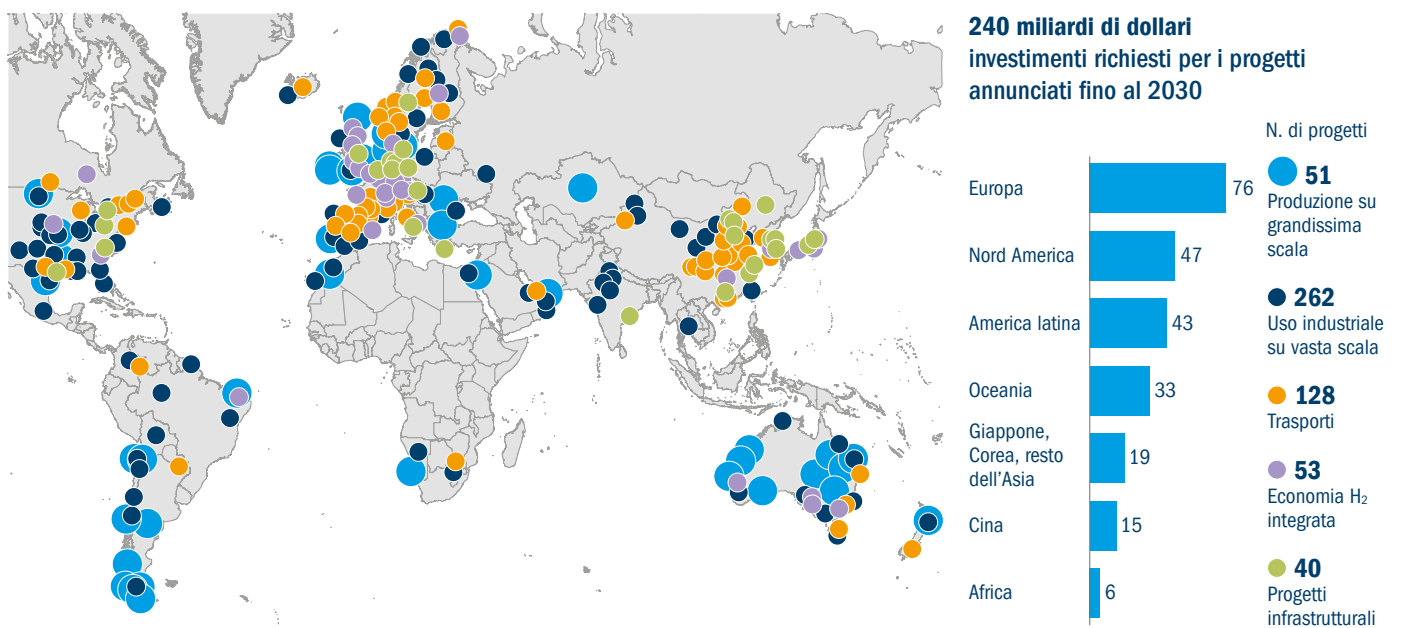 240 miliardi di dollari
investimenti richiesti per i progetti
annunciati fino al 2030
Europa 76
Nord America 47
America latina 43
Oceania 33
Giappone,
Corea, resto
dell'Asia 19
Cina 15
Africa 6
N. di progetti
51
Produzione su
grandissima
scala
262
Uso industriale
su vasta scala
128
Trasporti
53
Economia H₂
integrata
40
Progetti
infrastrutturali